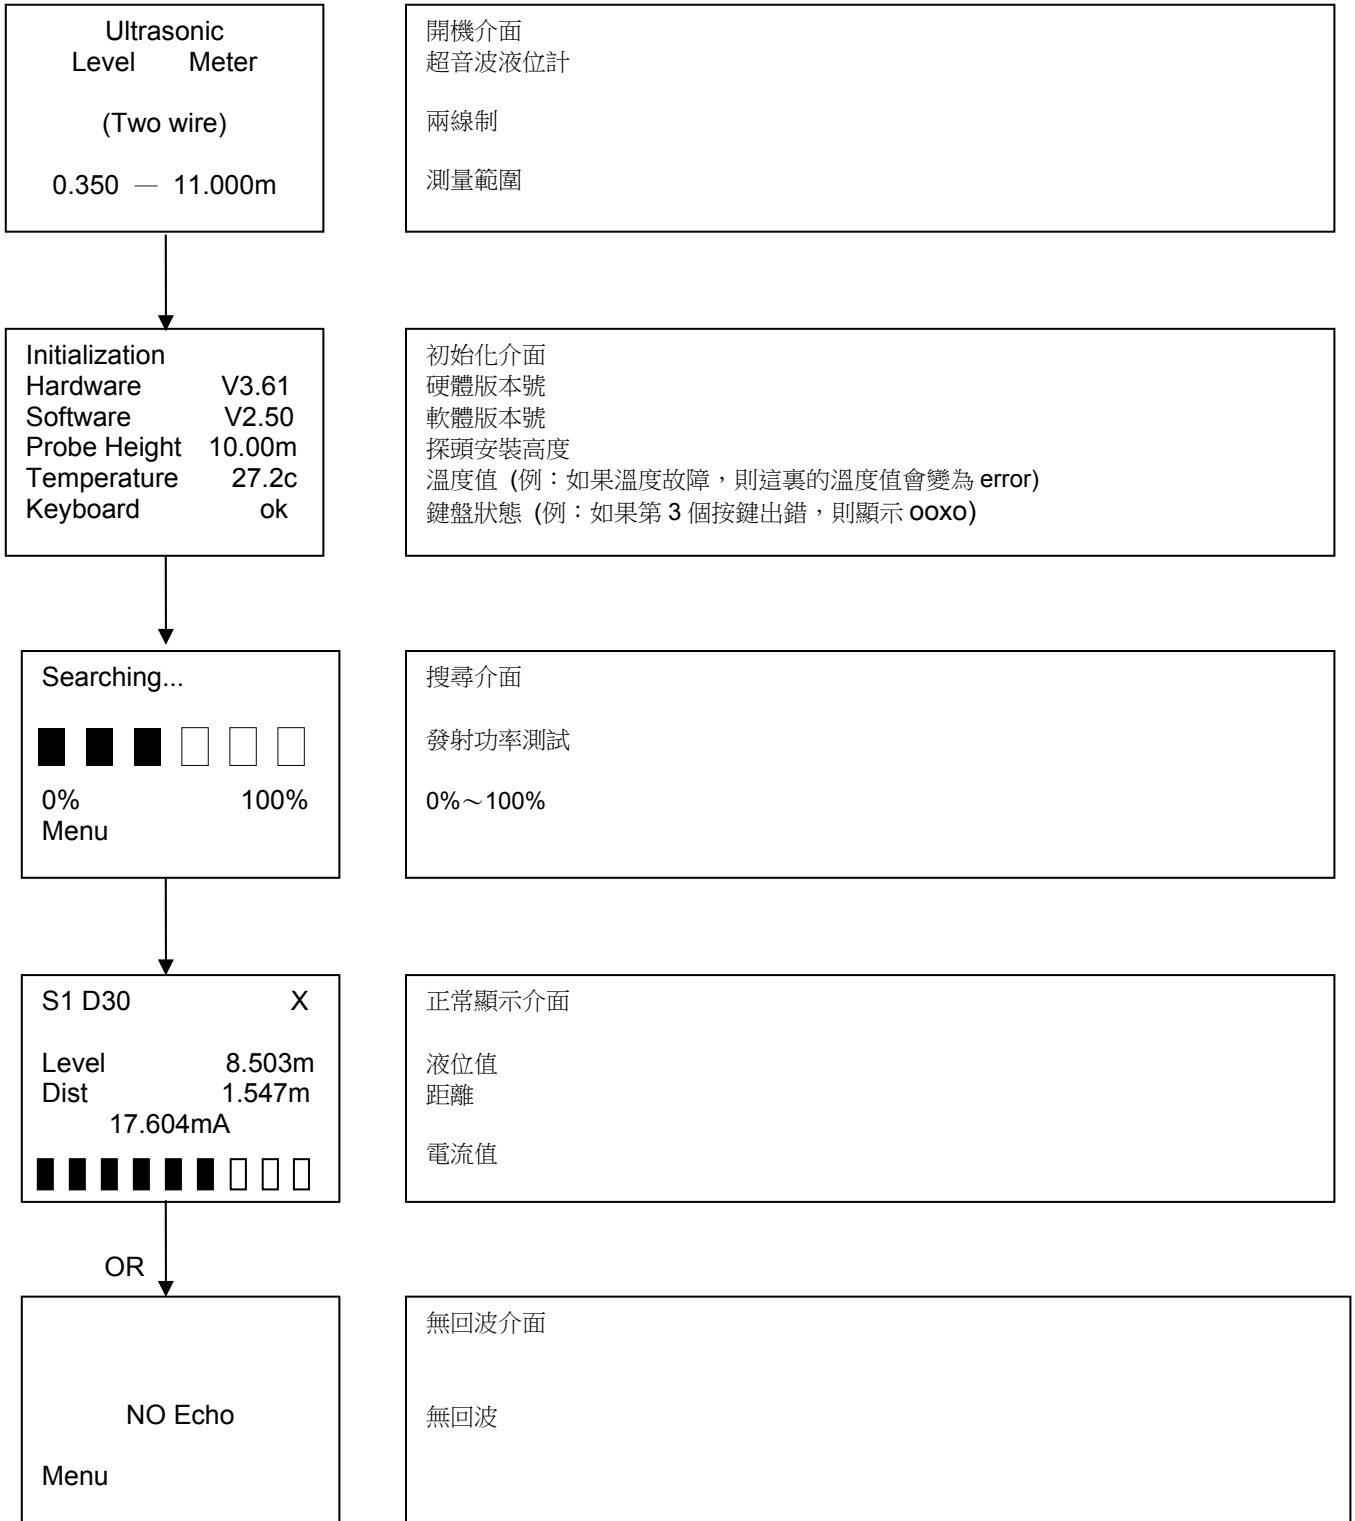 Ultrasonic
Level Meter
(Two wire)
0.350 — 11.000m
開機介面
超音波液位計
兩線制
測量範圍
Initialization
Hardware V3.61
Software V2.50
Probe Height 10.00m
Temperature 27.2c
Keyboard ok
初始化介面
硬體版本號
軟體版本號
探頭安裝高度
溫度值 (例：如果溫度故障，則這裏的溫度值會變為 error)
鍵盤狀態 (例：如果第 3 個按鍵出錯，則顯示 ooxo)
Searching...
0% 100%
Menu
搜尋介面
發射功率測試
0%～100%
S1 D30 X
Level 8.503m
Dist 1.547m
17.604mA
正常顯示介面
液位值
距離
電流值
OR
NO Echo
Menu
無回波介面
無回波